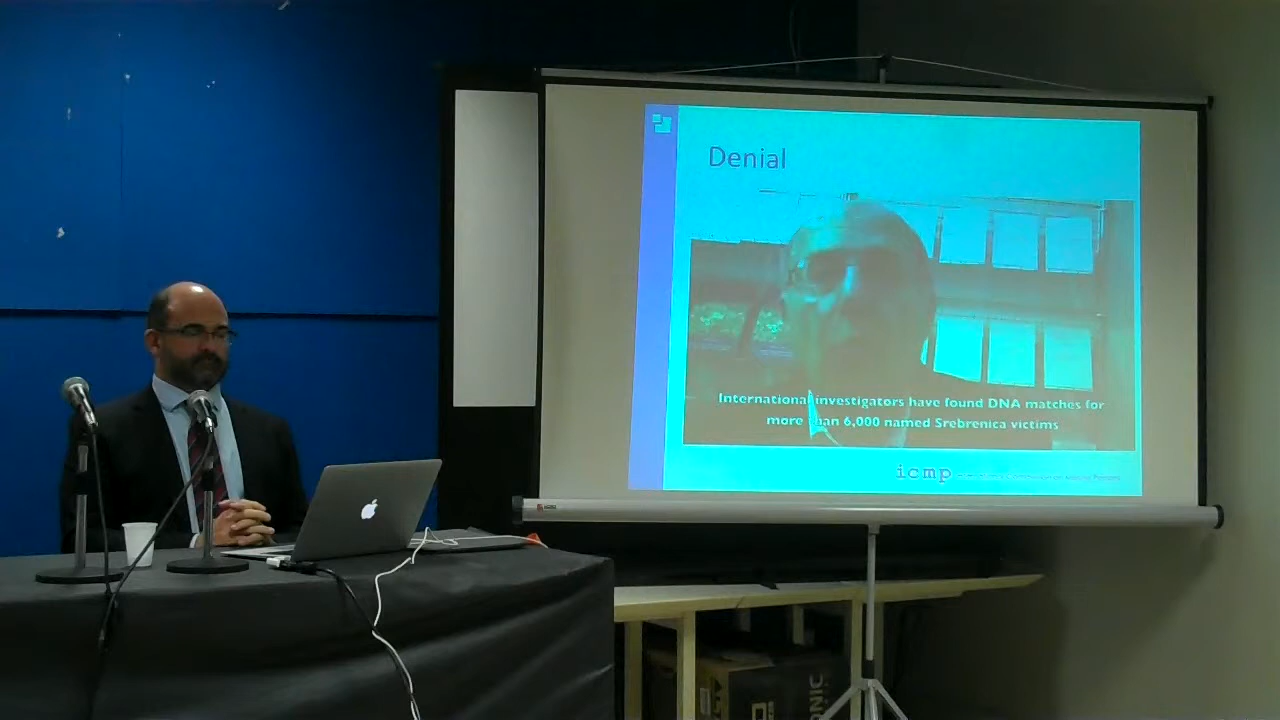 Denial
International investigators have found DNA matches for
more than 6,000 named Srebrenica victims
icmp